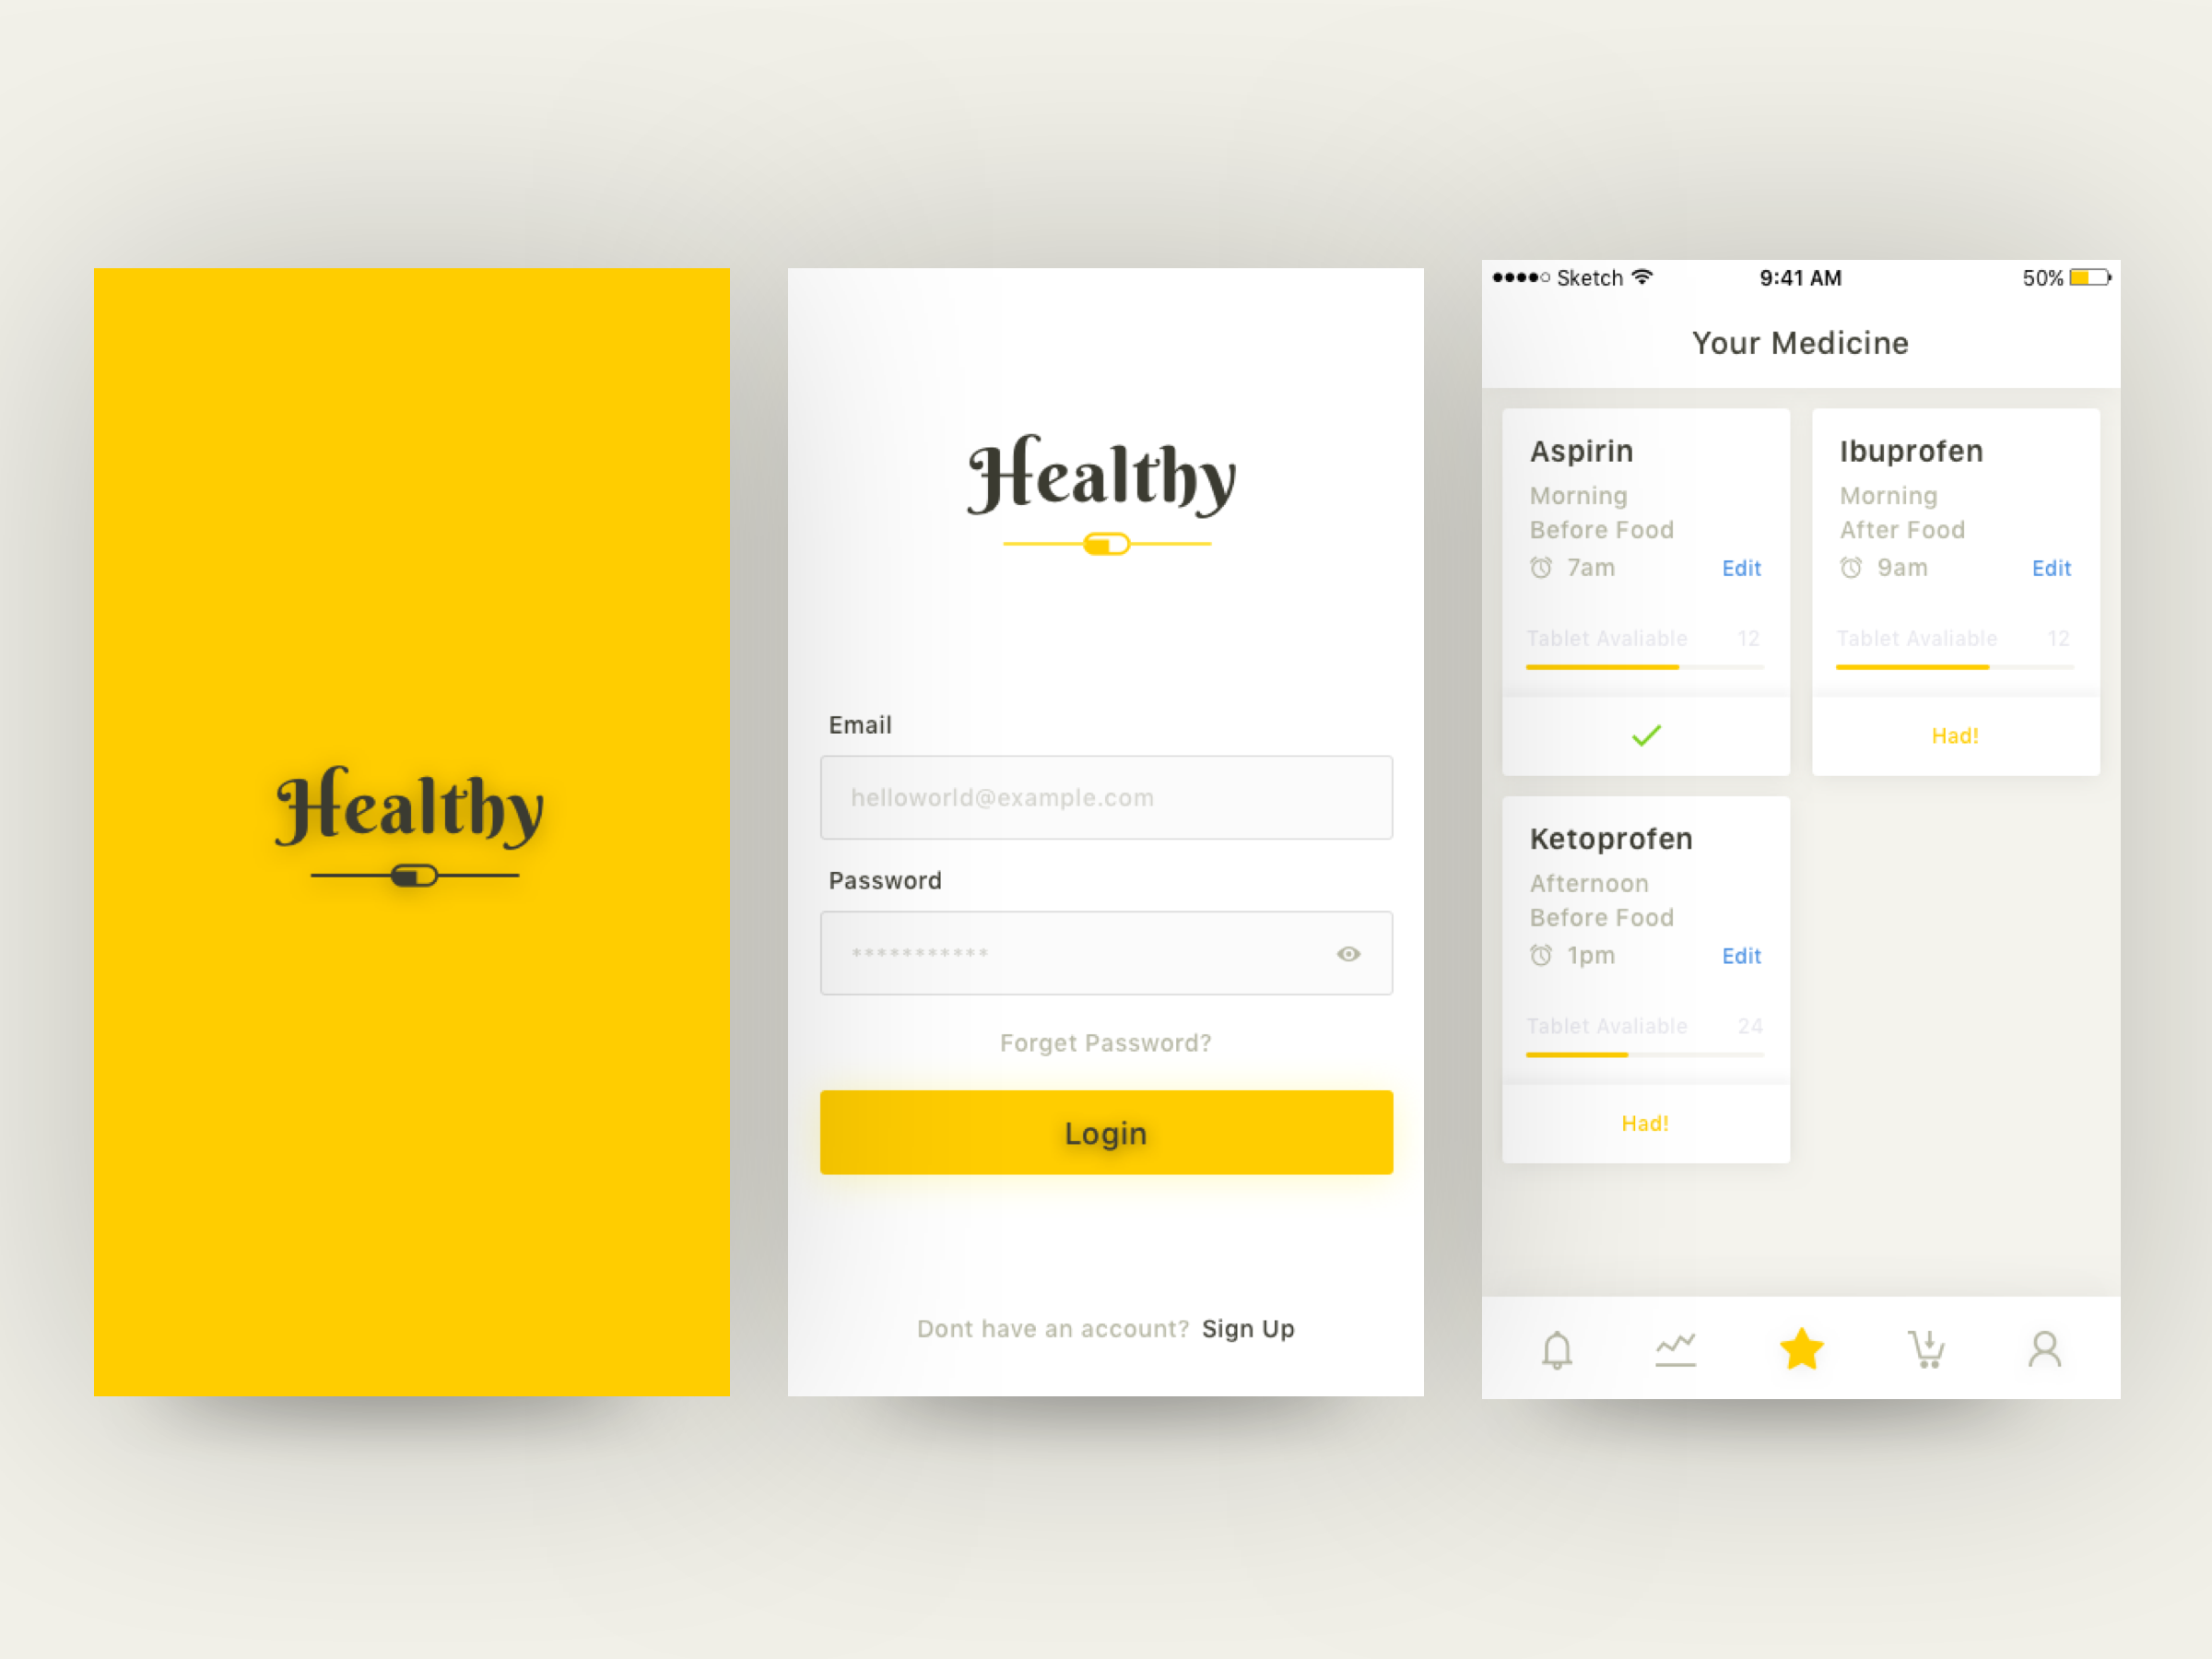 Healthy
Healthy
Email
helloworld@example.com
Password
***********
Forget Password?
Login
Dont have an account? Sign Up
Sketch 9:41 AM 50%
Your Medicine
Aspirin
Morning
Before Food
7am Edit
Tablet Avaliable 12
Ibuprofen
Morning
After Food
9am Edit
Tablet Avaliable 12
Had!
Ketoprofen
Afternoon
Before Food
1pm Edit
Tablet Avaliable 24
Had!